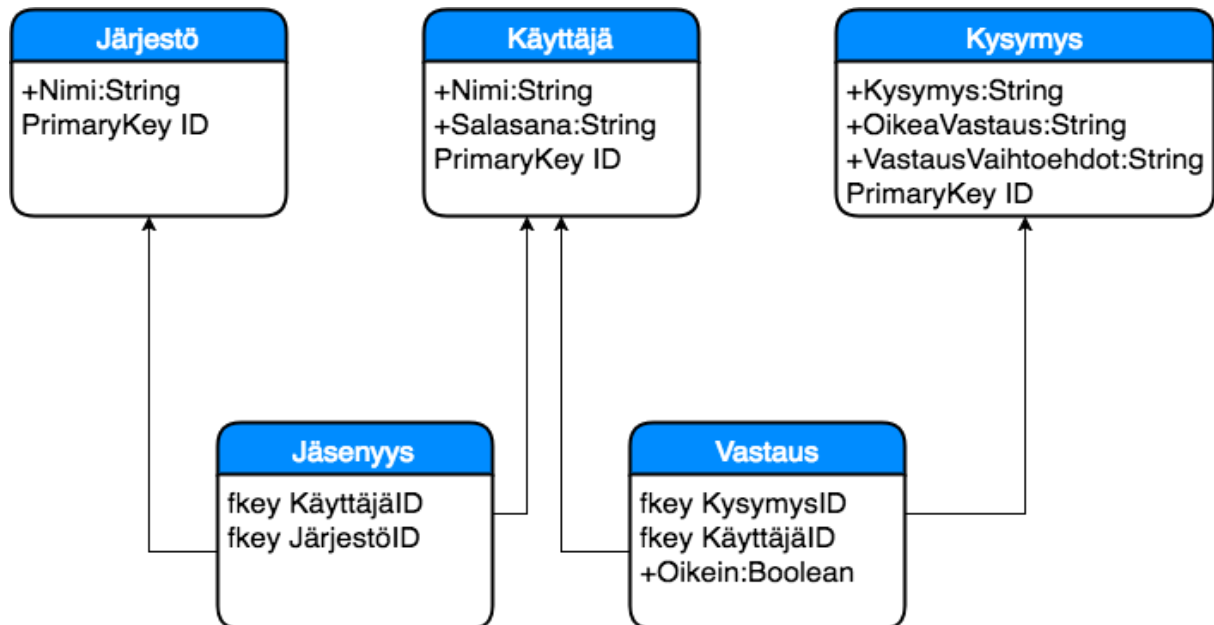 Järjestö
+Nimi:String
PrimaryKey ID
Käyttäjä
+Nimi:String
+Salasana:String
PrimaryKey ID
Kysymys
+Kysymys:String
+OikeaVastaus:String
+VastausVaihtoehdot:String
PrimaryKey ID
Jäsenyys
fkey KäyttäjäID
fkey JärjestöID
Vastaus
fkey KysymysID
fkey KäyttäjäID
+Oikein:Boolean